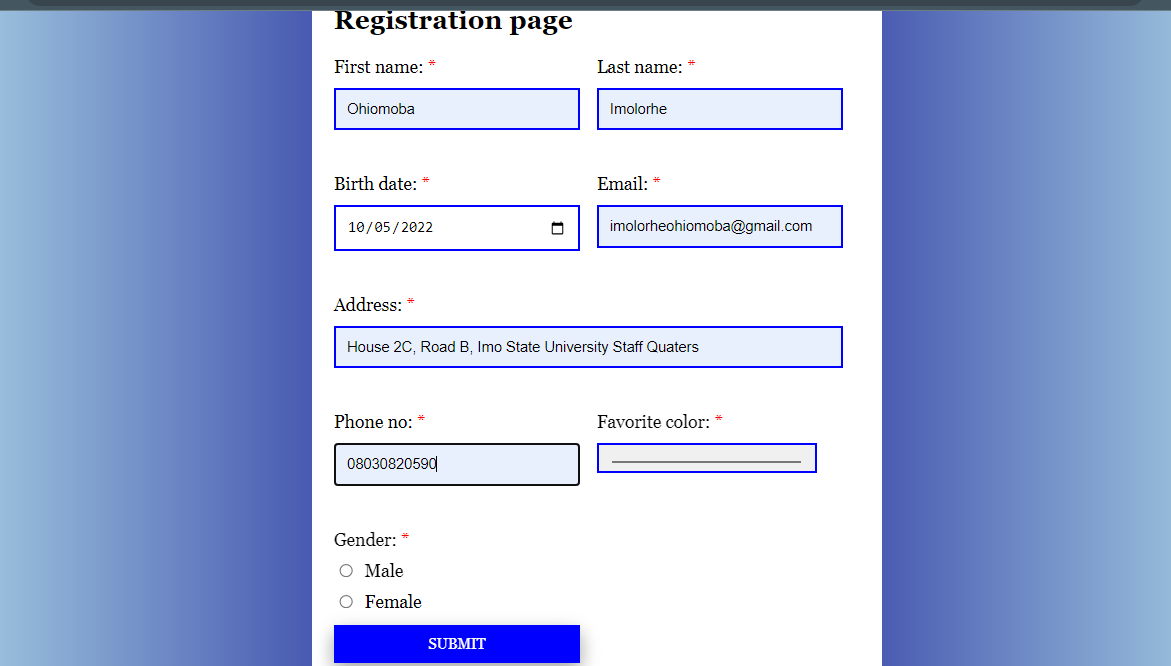 Registration page
First name: * Last name: *
Ohiomoba Imolorhe
Birth date: * Email: *
10/05/2022 imolorheohiomoba@gmail.com
Address: *
House 2C, Road B, Imo State University Staff Quaters
Phone no: * Favorite color: *
08030820590
Gender: *
Male
Female
SUBMIT